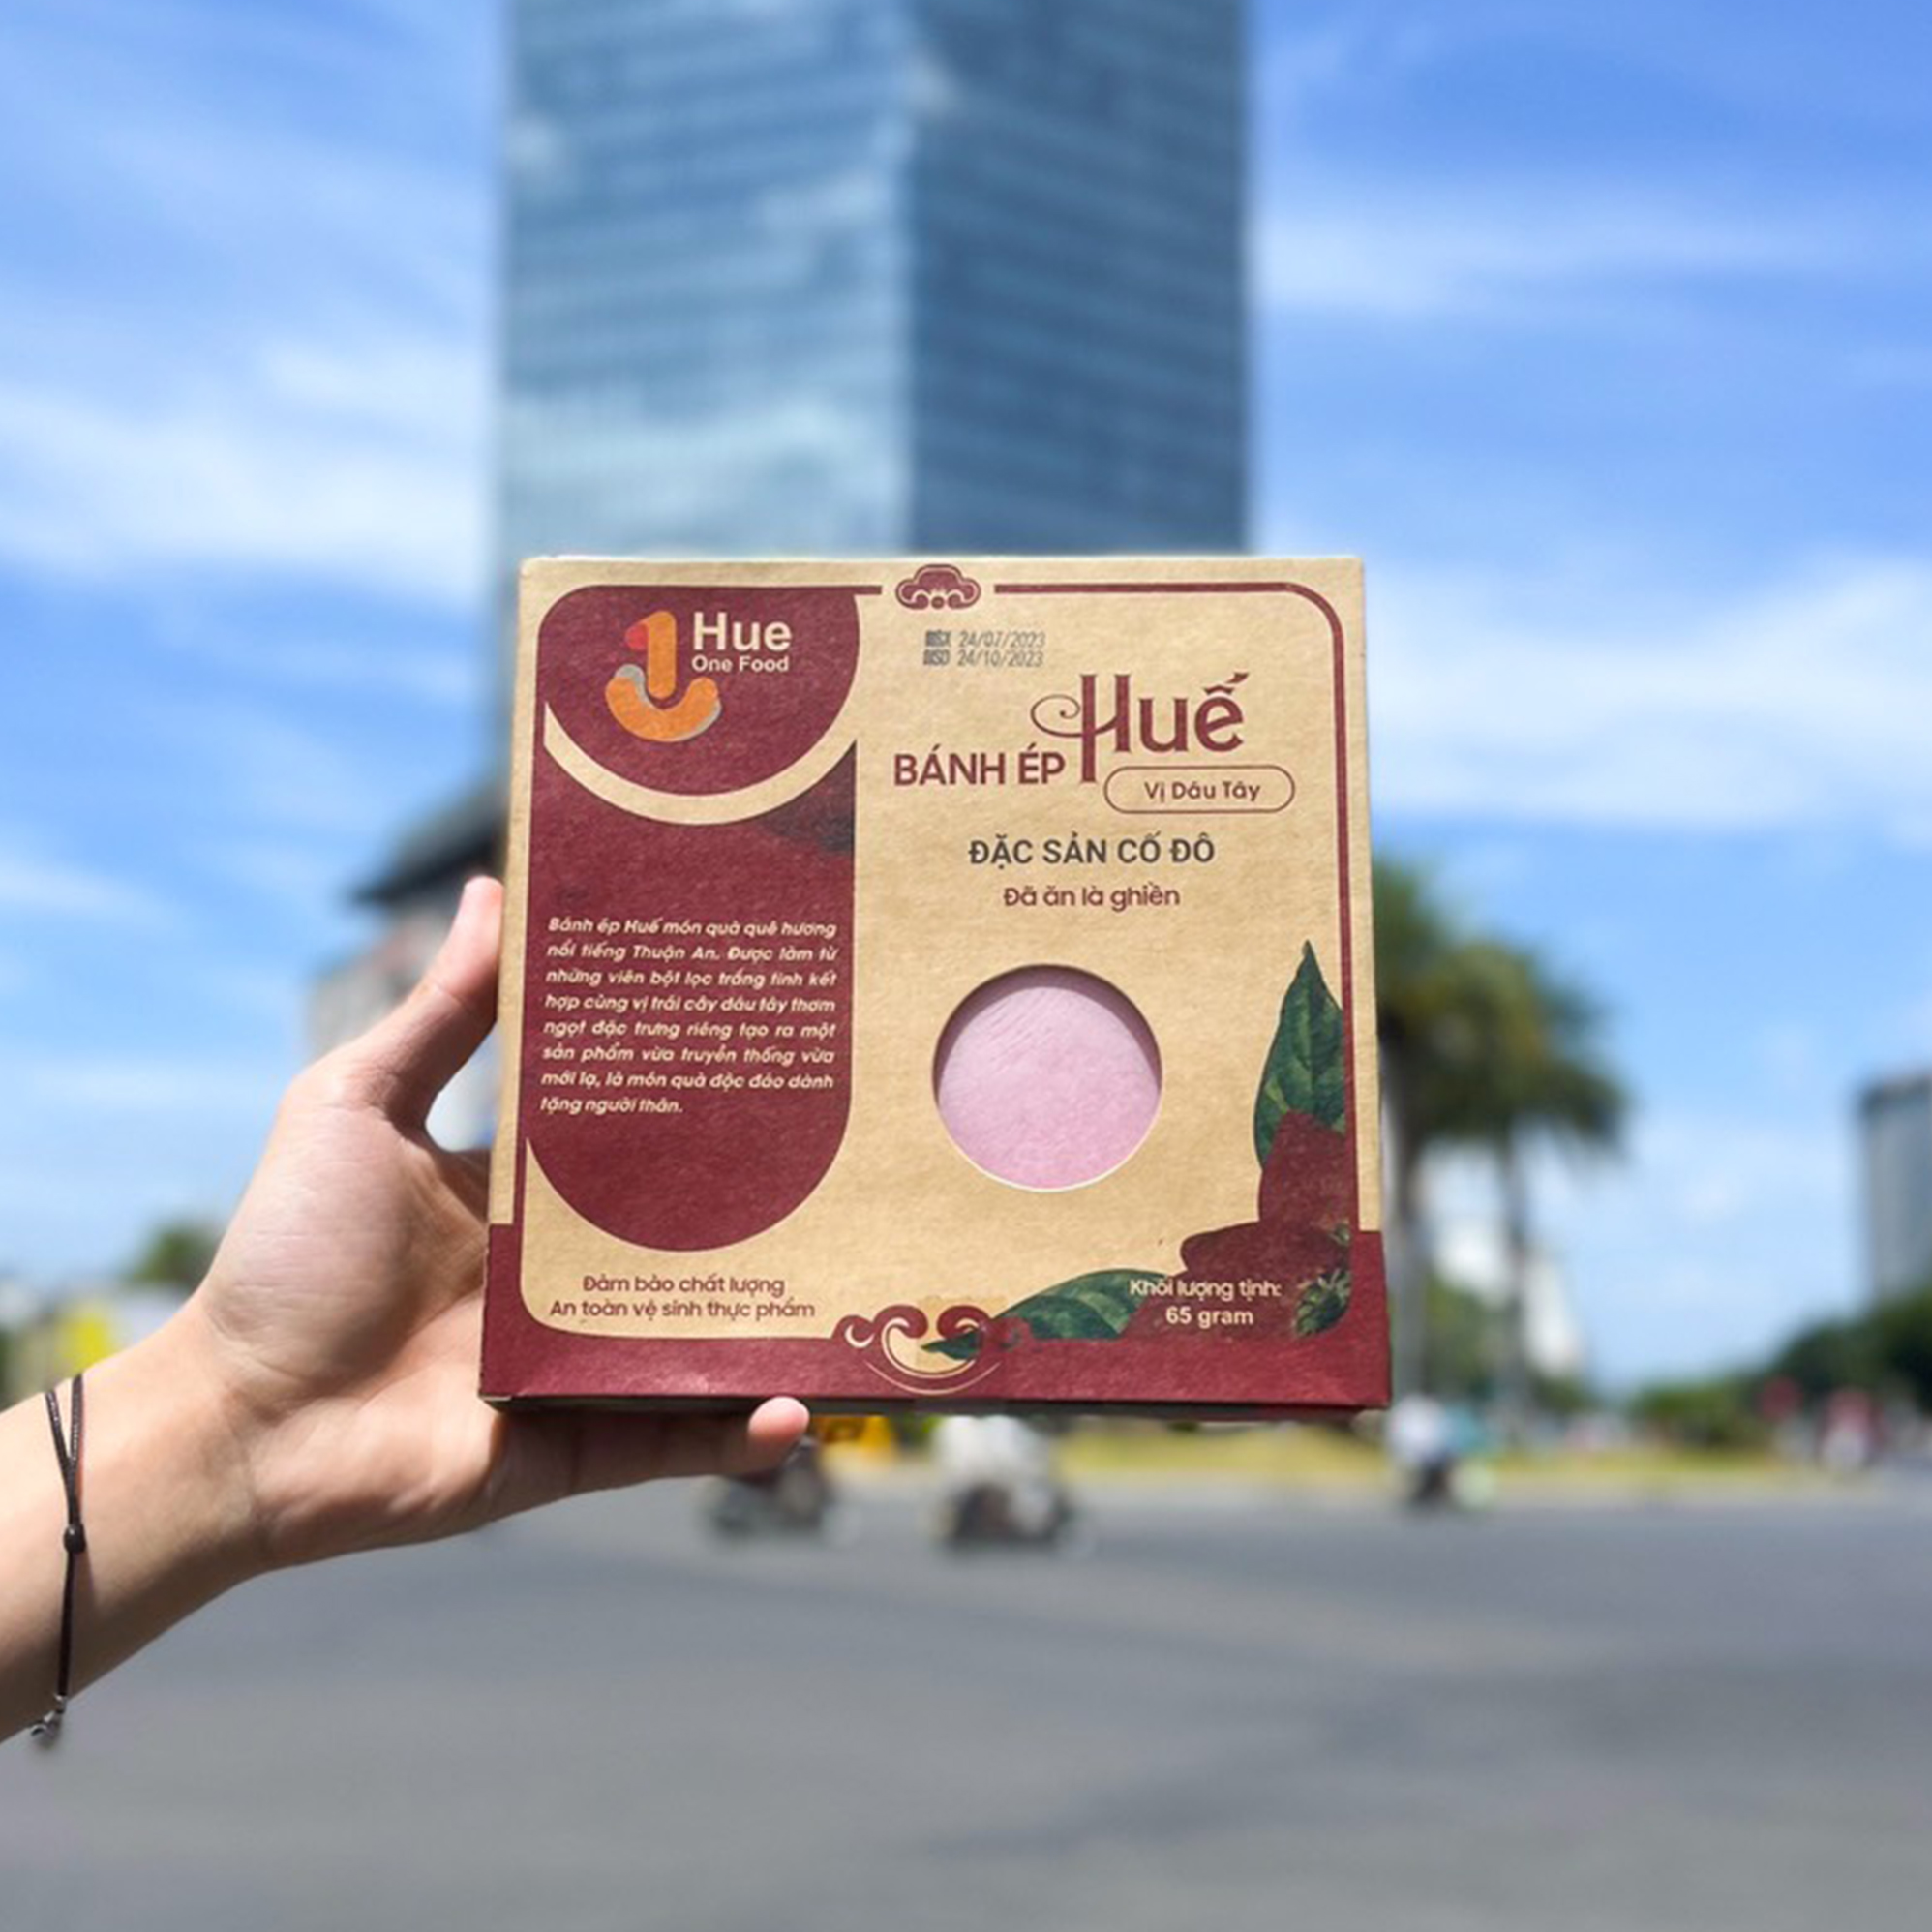 Hue
One Food
NSX 24/07/2023
HSD 24/10/2023
Huế
BÁNH ÉP
Vị Dâu Tây
ĐẶC SẢN CỐ ĐÔ
Đã ăn là ghiền
Bánh ép Huế món quà quê hương
nổi tiếng Thuận An. Được làm từ
những viên bột lọc trắng tinh kết
hợp cùng vị trái cây dâu tây thơm
ngọt đặc trưng riêng tạo ra một
sản phẩm vừa truyền thống vừa
mới lạ, là món quà độc đáo dành
tặng người thân.
Đảm bảo chất lượng
An toàn vệ sinh thực phẩm
Khối lượng tịnh:
65 gram